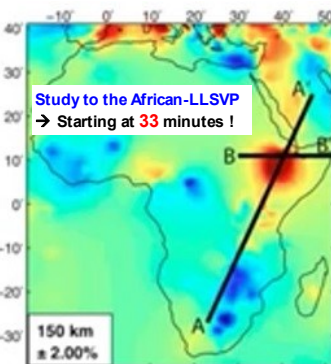 -10° 0° 10° 20° 30° 40° 50
40°
30°
Study to the African-LLSVP
→ Starting at 33 minutes !
A'
B B'
10°
0°
-10°
-20°
A
-30°
150 km
± 2.00%